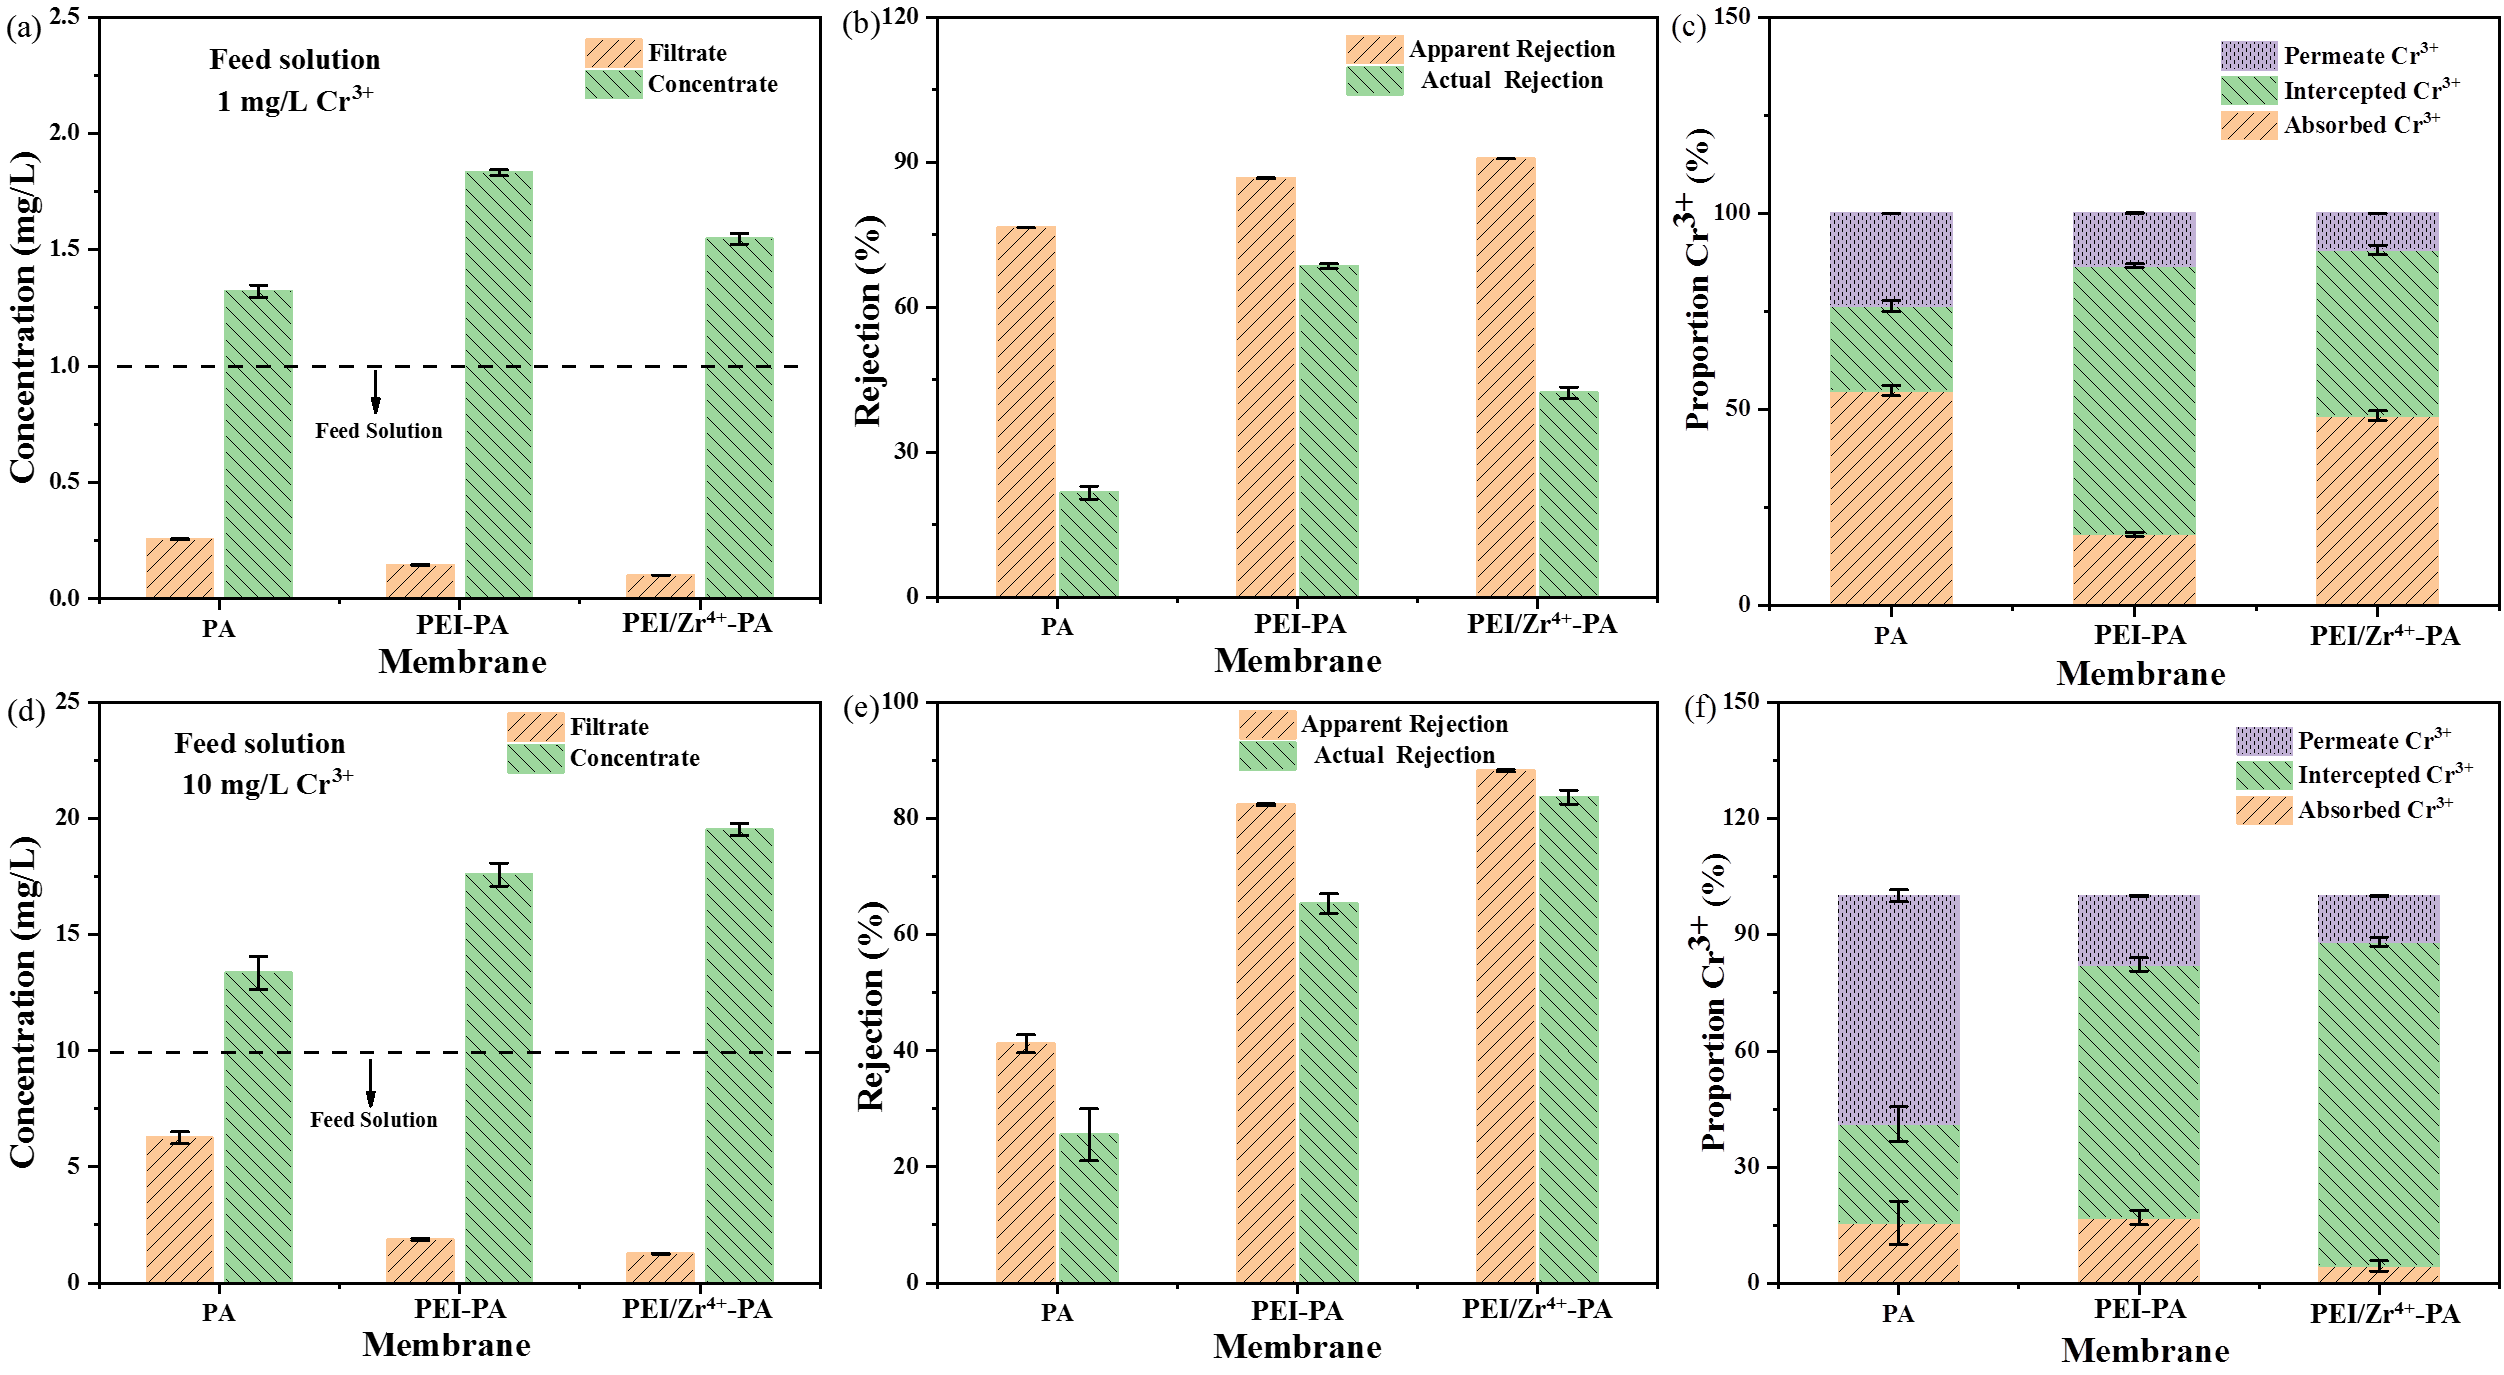 (a)
2.5
2.0
1.5
1.0
0.5
0.0
Concentration (mg/L)
Feed solution
1 mg/L Cr³⁺
Filtrate
Concentrate
Feed Solution
PA
PEI-PA
PEI/Zr⁴⁺-PA
Membrane
(b)
120
90
60
30
0
Rejection (%)
Apparent Rejection
Actual Rejection
PA
PEI-PA
PEI/Zr⁴⁺-PA
Membrane
(c)
150
100
50
0
Proportion Cr³⁺ (%)
Permeate Cr³⁺
Intercepted Cr³⁺
Absorbed Cr³⁺
PA
PEI-PA
PEI/Zr⁴⁺-PA
Membrane
(d)
25
20
15
10
5
0
Concentration (mg/L)
Feed solution
10 mg/L Cr³⁺
Filtrate
Concentrate
Feed Solution
PA
PEI-PA
PEI/Zr⁴⁺-PA
Membrane
(e)
100
80
60
40
20
0
Rejection (%)
Apparent Rejection
Actual Rejection
PA
PEI-PA
PEI/Zr⁴⁺-PA
Membrane
(f)
150
120
90
60
30
0
Proportion Cr³⁺ (%)
Permeate Cr³⁺
Intercepted Cr³⁺
Absorbed Cr³⁺
PA
PEI-PA
PEI/Zr⁴⁺-PA
Membrane